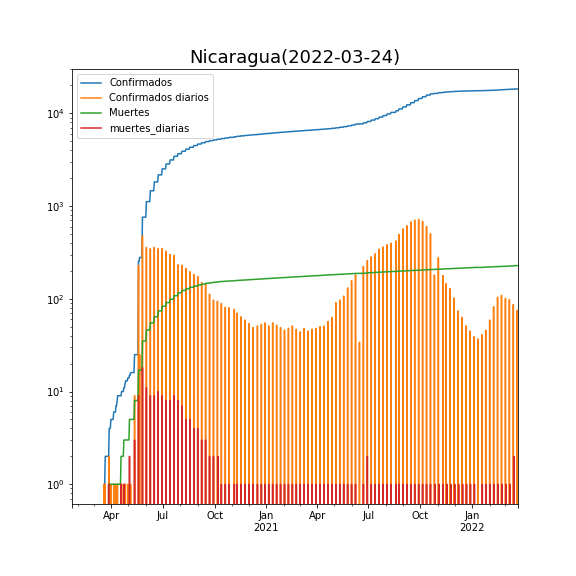 Nicaragua(2022-03-24)
Confirmados
Confirmados diarios
Muertes
muertes_diarias
10^4
10^3
10^2
10^1
10^0
Apr Jul Oct Jan Apr Jul Oct Jan
2021 2022